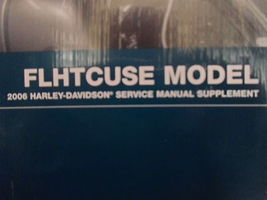 FLHTCUSE MODEL
2006 HARLEY-DAVIDSON® SERVICE MANUAL SUPPLEMENT